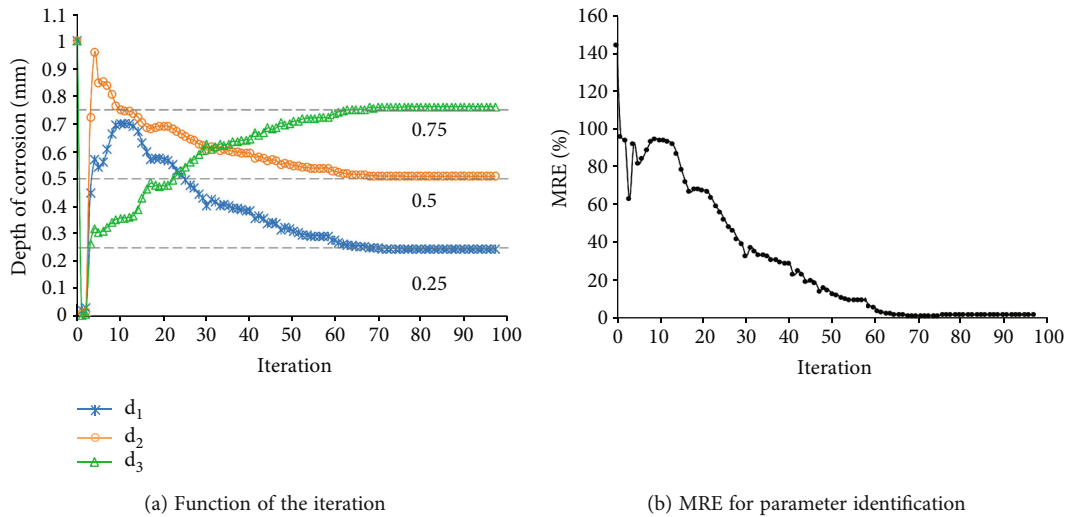 1.1
1
0.9
0.8
0.7
0.6
0.5
0.4
0.3
0.2
0.1
0
Depth of corrosion (mm)
0.75
0.5
0.25
0 10 20 30 40 50 60 70 80 90 100
Iteration
d1
d2
d3
(a) Function of the iteration
160
140
120
100
80
60
40
20
0
MRE (%)
0 10 20 30 40 50 60 70 80 90 100
Iteration
(b) MRE for parameter identification